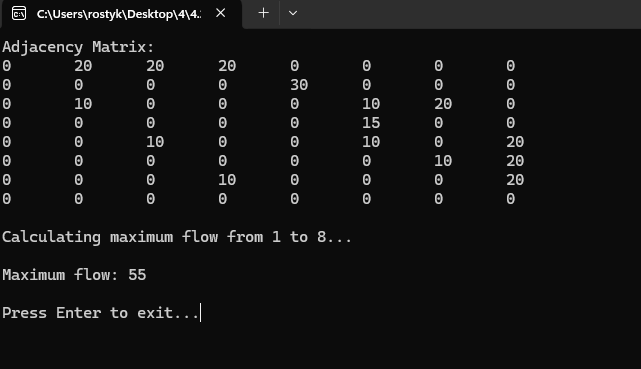 C:\Users\rostyk\Desktop\4\4.
Adjacency Matrix:
0 20 20 20 0 0 0 0
0 0 0 0 30 0 0 0
0 10 0 0 0 10 20 0
0 0 0 0 0 15 0 0
0 0 10 0 0 10 0 20
0 0 0 0 0 0 10 20
0 0 0 10 0 0 0 20
0 0 0 0 0 0 0 0
Calculating maximum flow from 1 to 8...
Maximum flow: 55
Press Enter to exit...